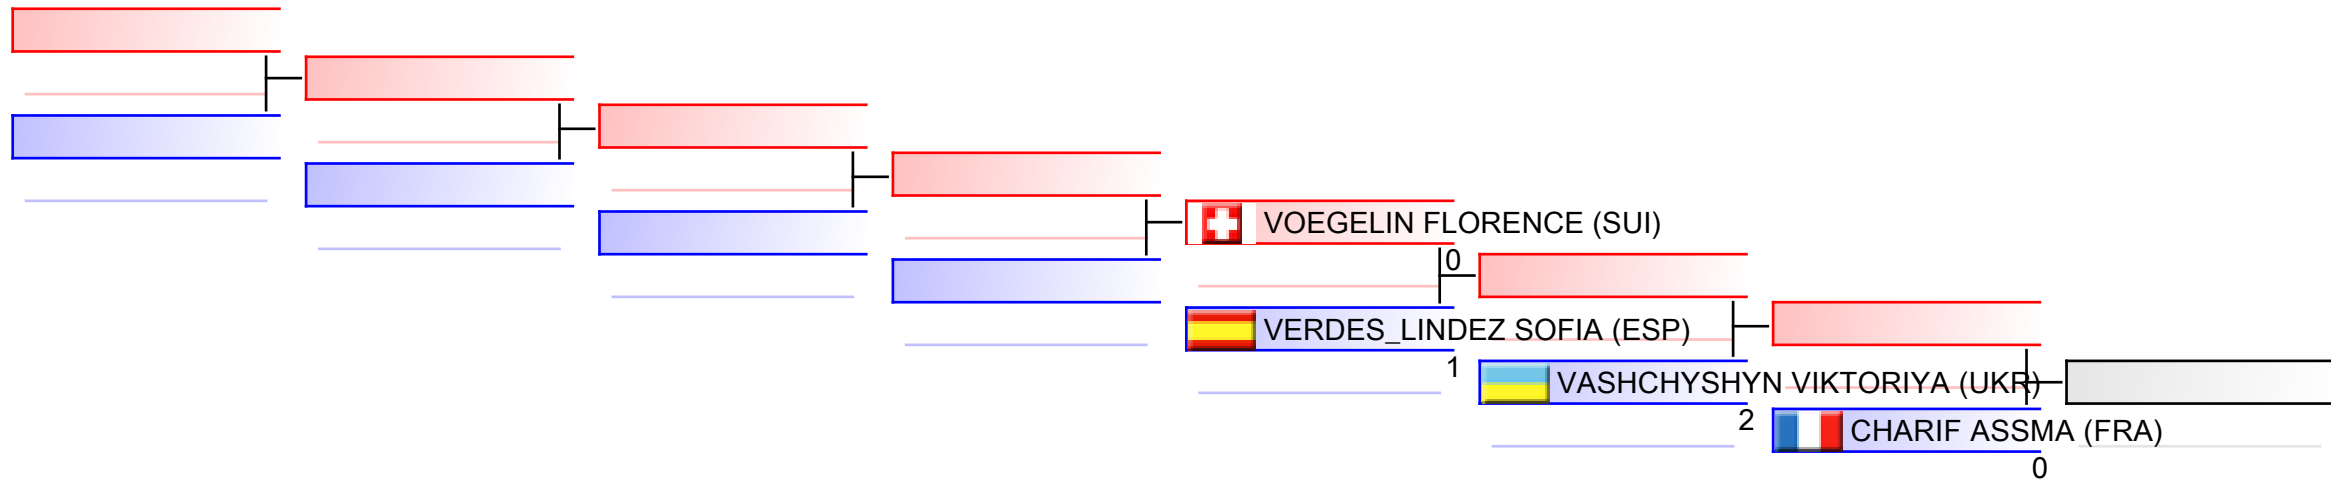 VOEGELIN FLORENCE (SUI)
0
VERDES_LINDEZ SOFIA (ESP)
1
VASHCHYSHYN VIKTORIYA (UKR)
2
CHARIF ASSMA (FRA)
0